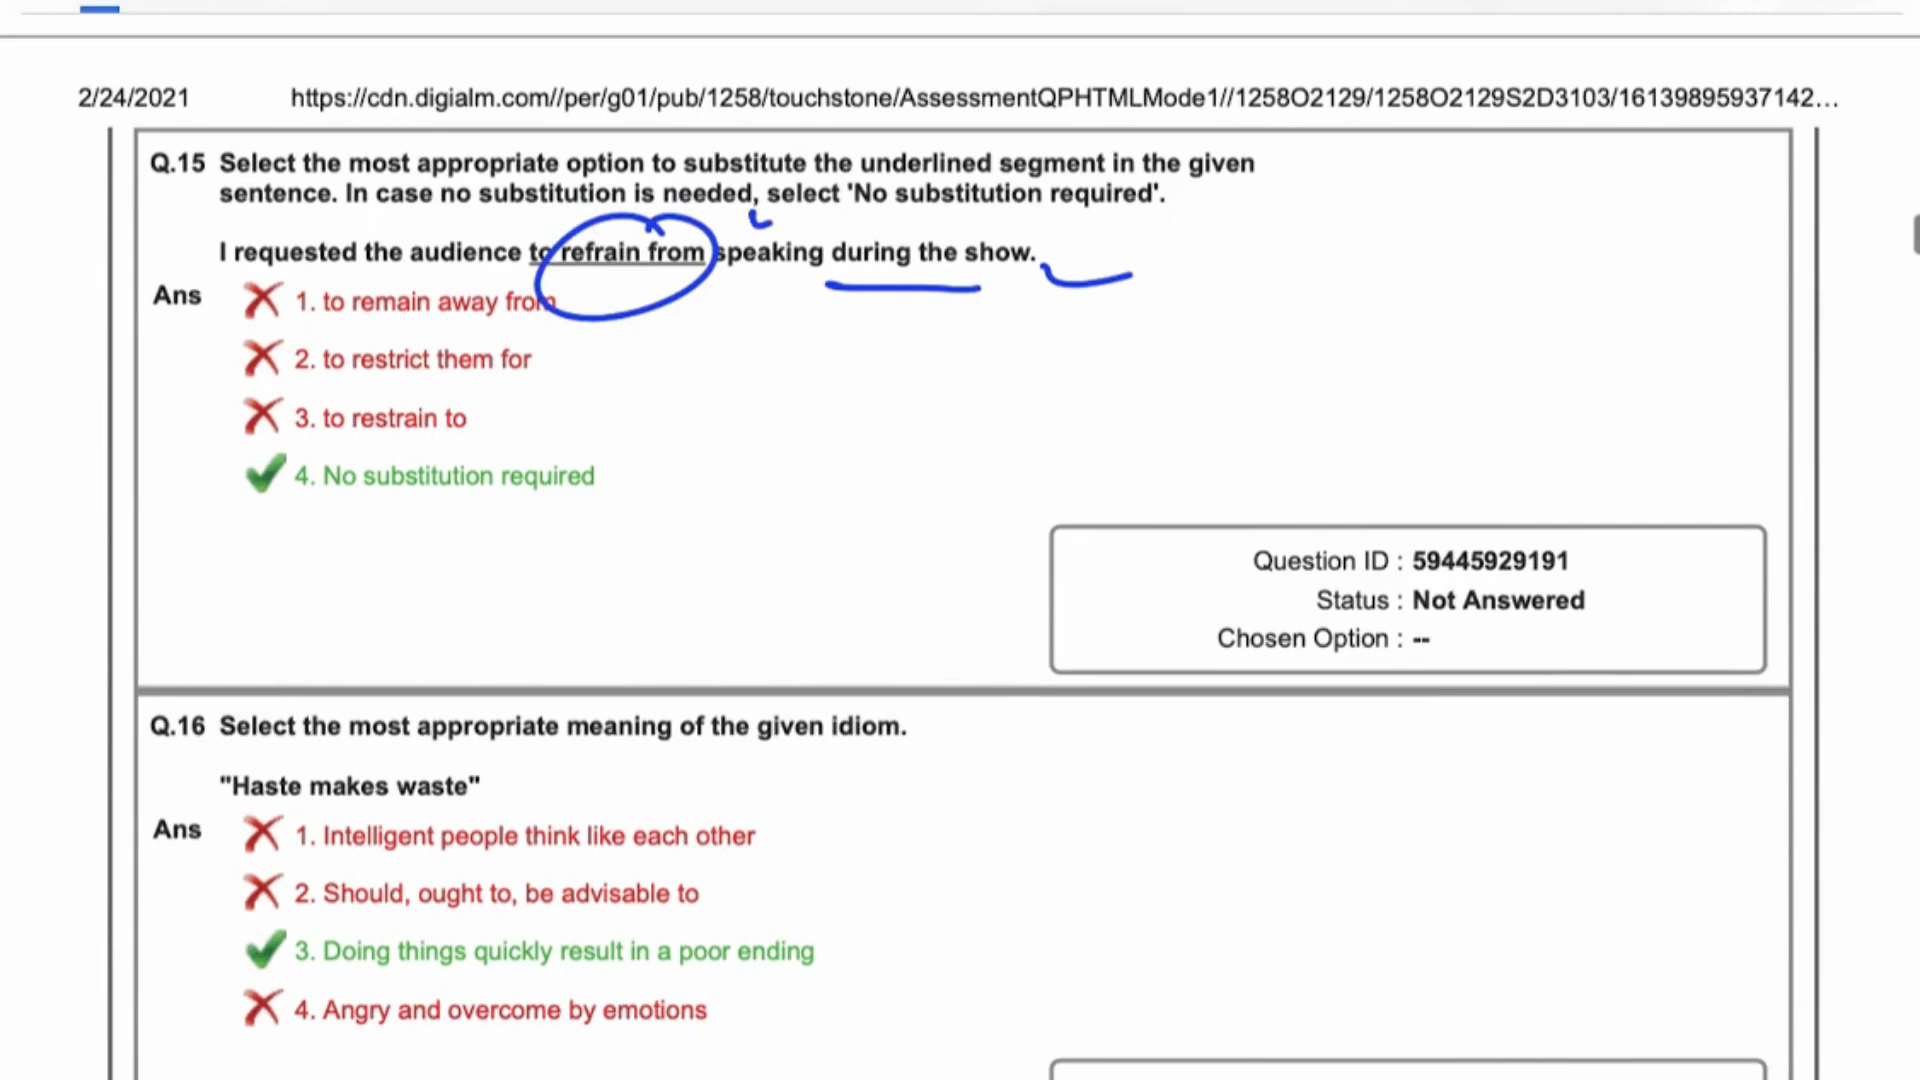 2/24/2021 https://cdn.digialm.com//per/g01/pub/1258/touchstone/AssessmentQPHTMLMode1//1258O2129/1258O2129S2D3103/16139895937142...
Q.15 Select the most appropriate option to substitute the underlined segment in the given
sentence. In case no substitution is needed, select 'No substitution required'.
I requested the audience to refrain from speaking during the show.
Ans 1. to remain away from
2. to restrict them for
3. to restrain to
4. No substitution required
Question ID : 59445929191
Status : Not Answered
Chosen Option : --
Q.16 Select the most appropriate meaning of the given idiom.
"Haste makes waste"
Ans 1. Intelligent people think like each other
2. Should, ought to, be advisable to
3. Doing things quickly result in a poor ending
4. Angry and overcome by emotions